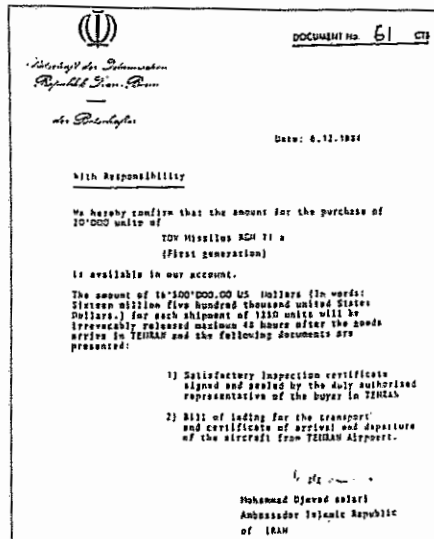 DOCUMENT No. 61 CTS
Botschaft der Islamischen
Republik Iran - Bonn
der Botschafter
Date: 6.12.1984
With Responsibility
We hereby confirm that the amount for the purchase of
units of
TOW Missiles BGM 71 a
(First generation)
is available in our account.
The amount of 16'500'000.00 US Dollars (In words:
Sixteen million five hundred thousand united States
Dollars.) for each shipment of 1250 units will be
irrevocably released maximum 48 hours after the goods
arrive in TEHRAN and the following documents are
presented:
1) Satisfactory Inspection certificate
signed and sealed by the duly authorized
representative of the buyer in TEHRAN
2) Bill of lading for the transport
and certificate of arrival and departure
of the aircraft from TEHRAN Airport.
Mohammad Djavad
Ambassador Islamic Republic
of IRAN